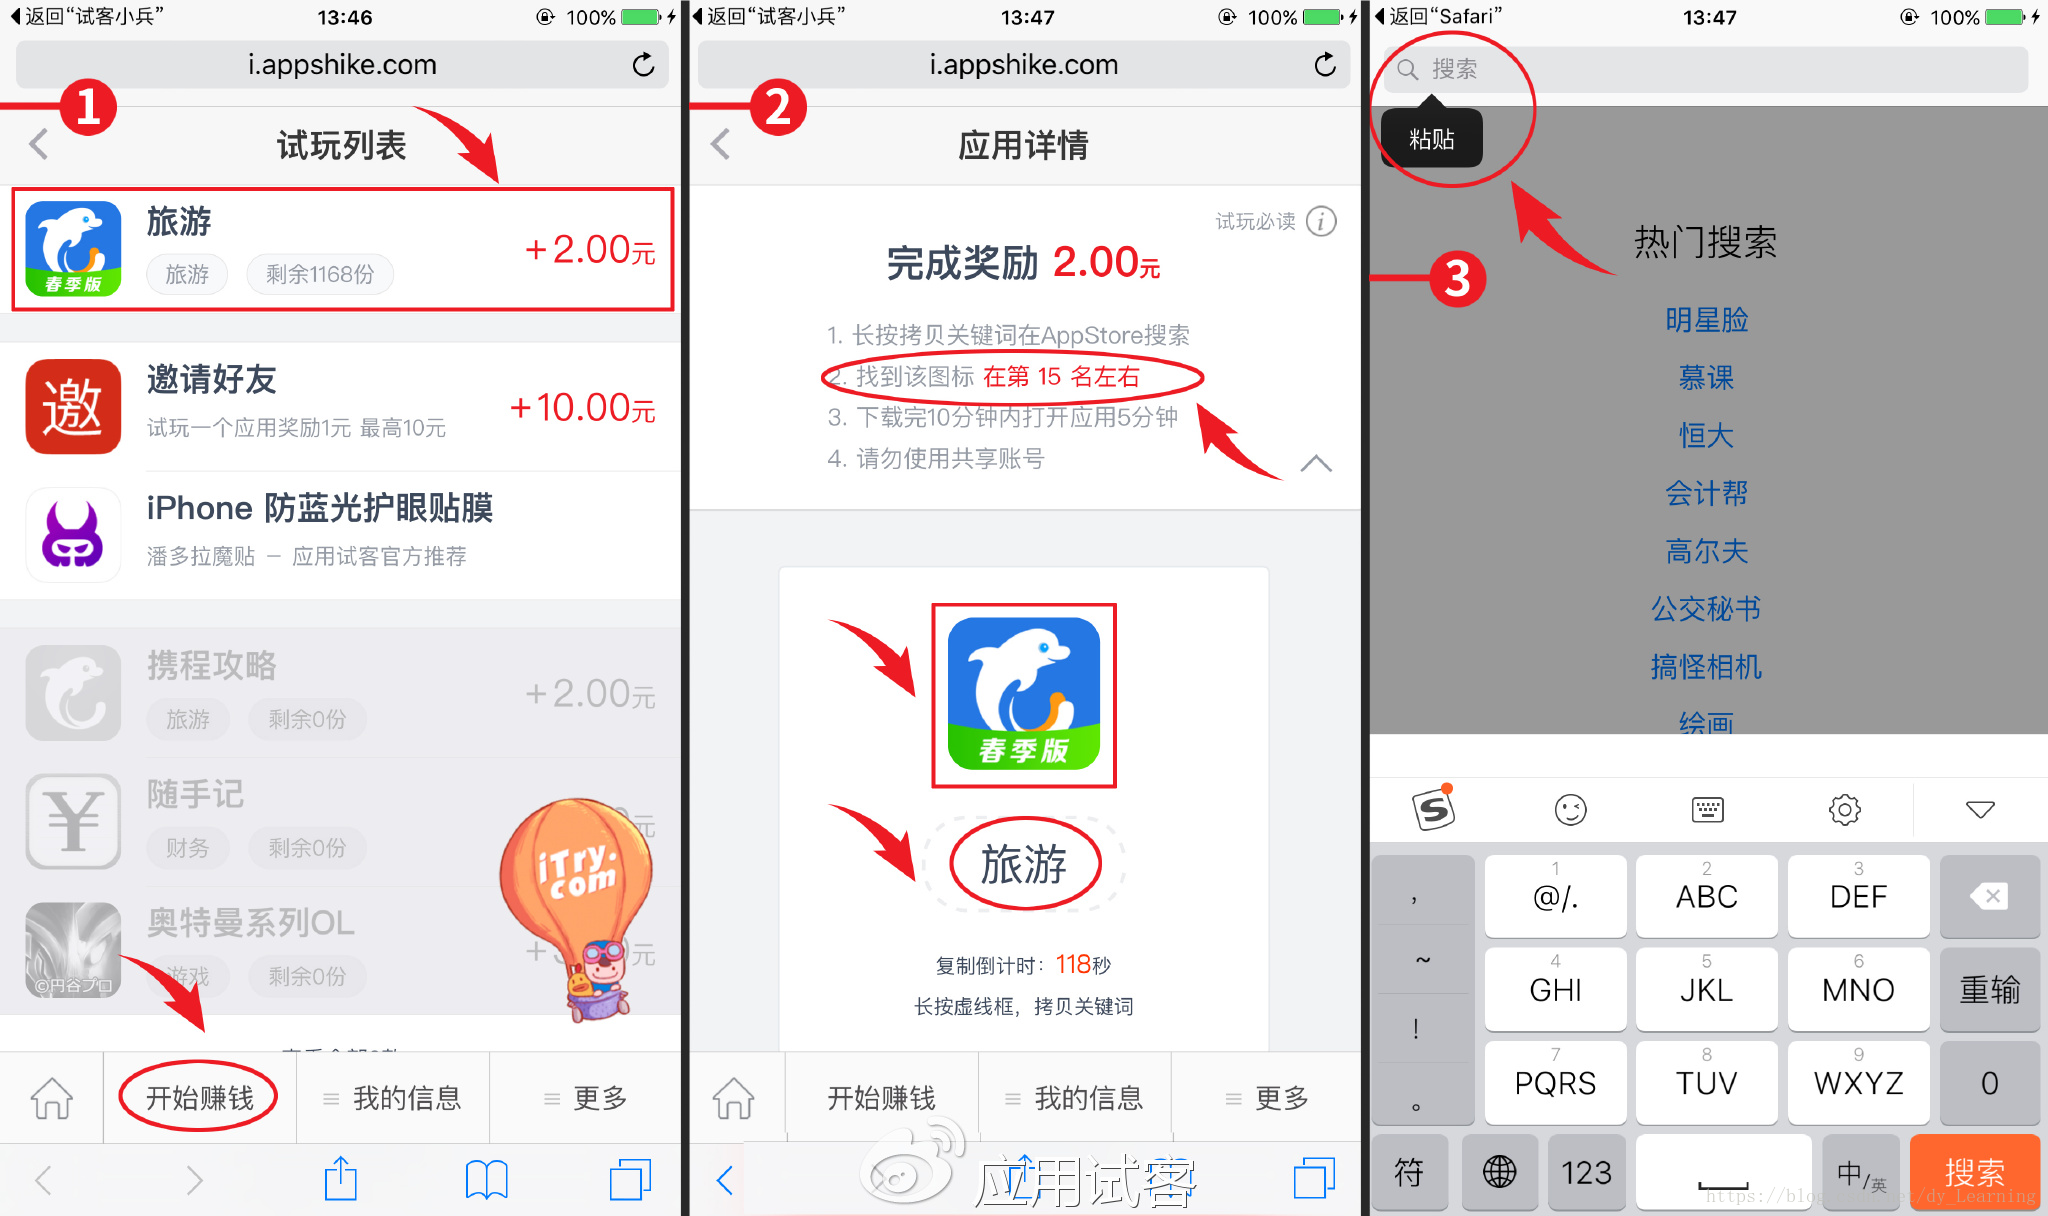 返回“试客小兵” 13:46 100%
i.appshike.com
1
试玩列表
旅游
旅游 剩余1168份
+2.00元
春季版
邀
邀请好友
试玩一个应用奖励1元 最高10元
+10.00元
iPhone 防蓝光护眼贴膜
潘多拉魔贴 - 应用试客官方推荐
携程攻略
旅游 剩余0份
+2.00元
随手记
财务 剩余0份
元
iTry.
com
奥特曼系列OL
游戏 剩余0份
元
©円谷プロ
开始赚钱 我的信息 更多
返回“试客小兵” 13:47 100%
i.appshike.com
2
应用详情
试玩必读
完成奖励 2.00元
1. 长按拷贝关键词在AppStore搜索
2. 找到该图标 在第 15 名左右
3. 下载完10分钟内打开应用5分钟
4. 请勿使用共享账号
春季版
旅游
复制倒计时：118秒
长按虚线框，拷贝关键词
开始赚钱 我的信息 更多
应用试客
返回“Safari” 13:47 100%
搜索
粘贴
3
热门搜索
明星脸
慕课
恒大
会计帮
高尔夫
公交秘书
搞怪相机
绘画
S
， 1 @/. 2 ABC 3 DEF
~ 4 GHI 5 JKL 6 MNO 重输
! 7 PQRS 8 TUV 9 WXYZ 0
。
符 123 中/英 搜索